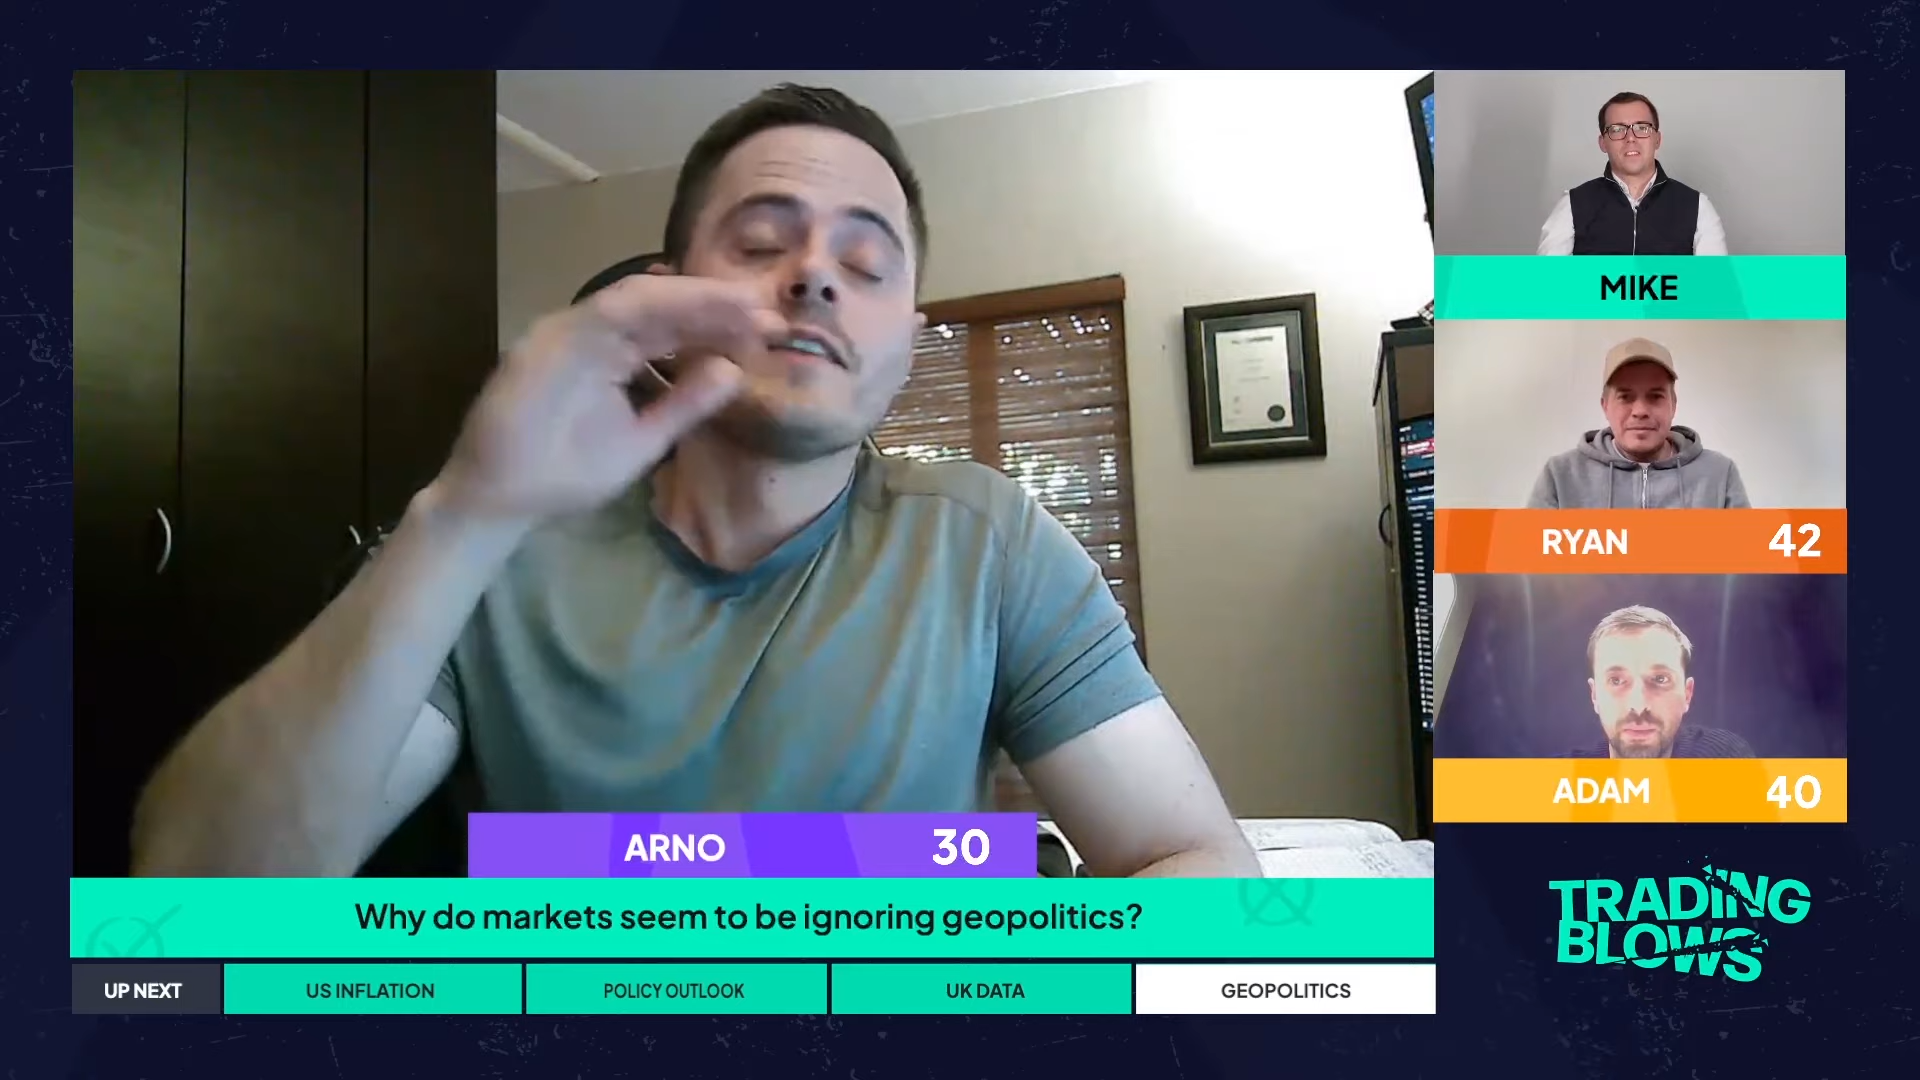 MIKE
RYAN 42
ADAM 40
ARNO 30
Why do markets seem to be ignoring geopolitics?
UP NEXT
US INFLATION
POLICY OUTLOOK
UK DATA
GEOPOLITICS
TRADING
BLOWS